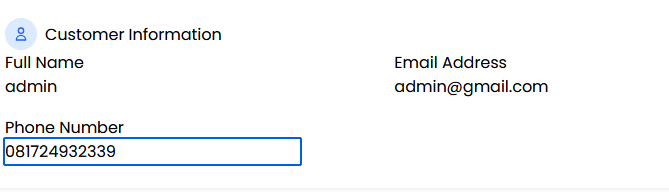 Customer Information
Full Name
admin
Email Address
admin@gmail.com
Phone Number
081724932339